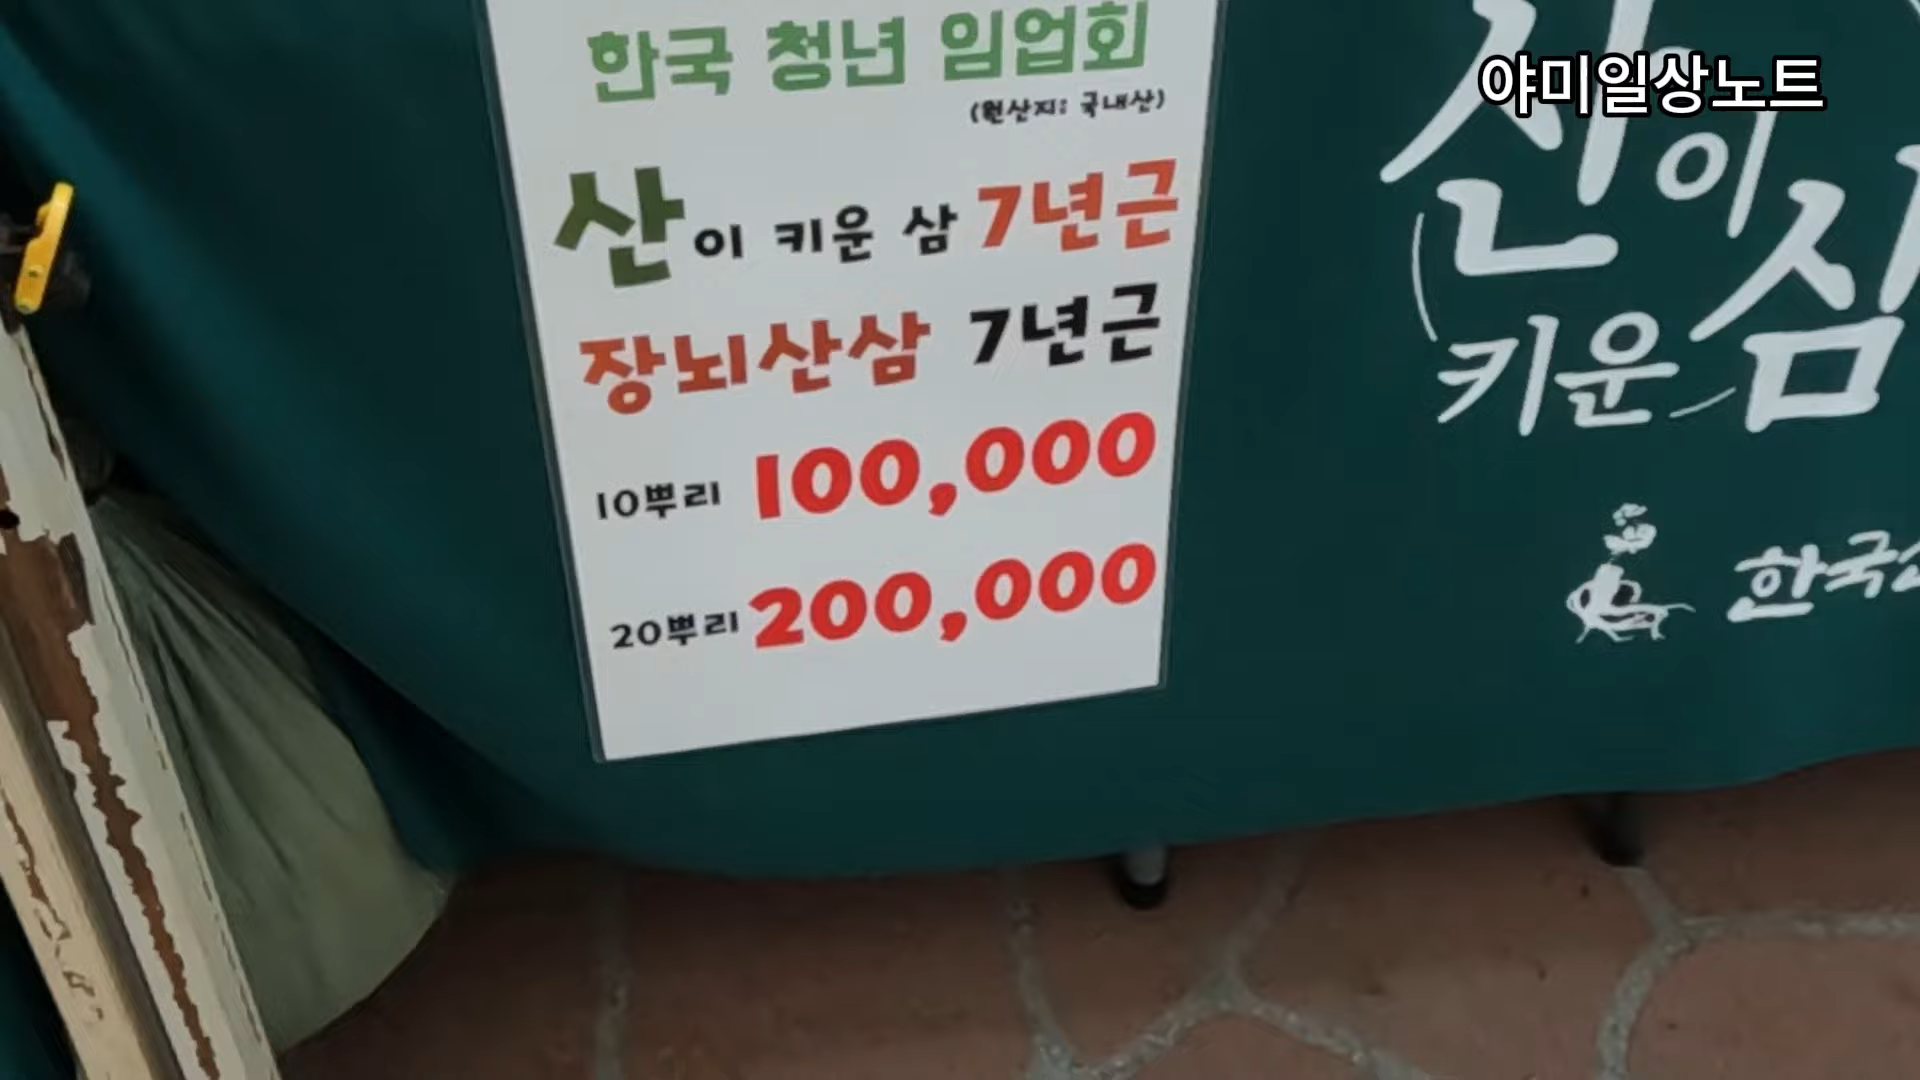 한국 청년 임업회
(원산지: 국내산)
산이 키운 삼 7년근
장뇌산삼 7년근
10뿌리 100,000
20뿌리 200,000
야미일상노트
산이
키운 삼
한국